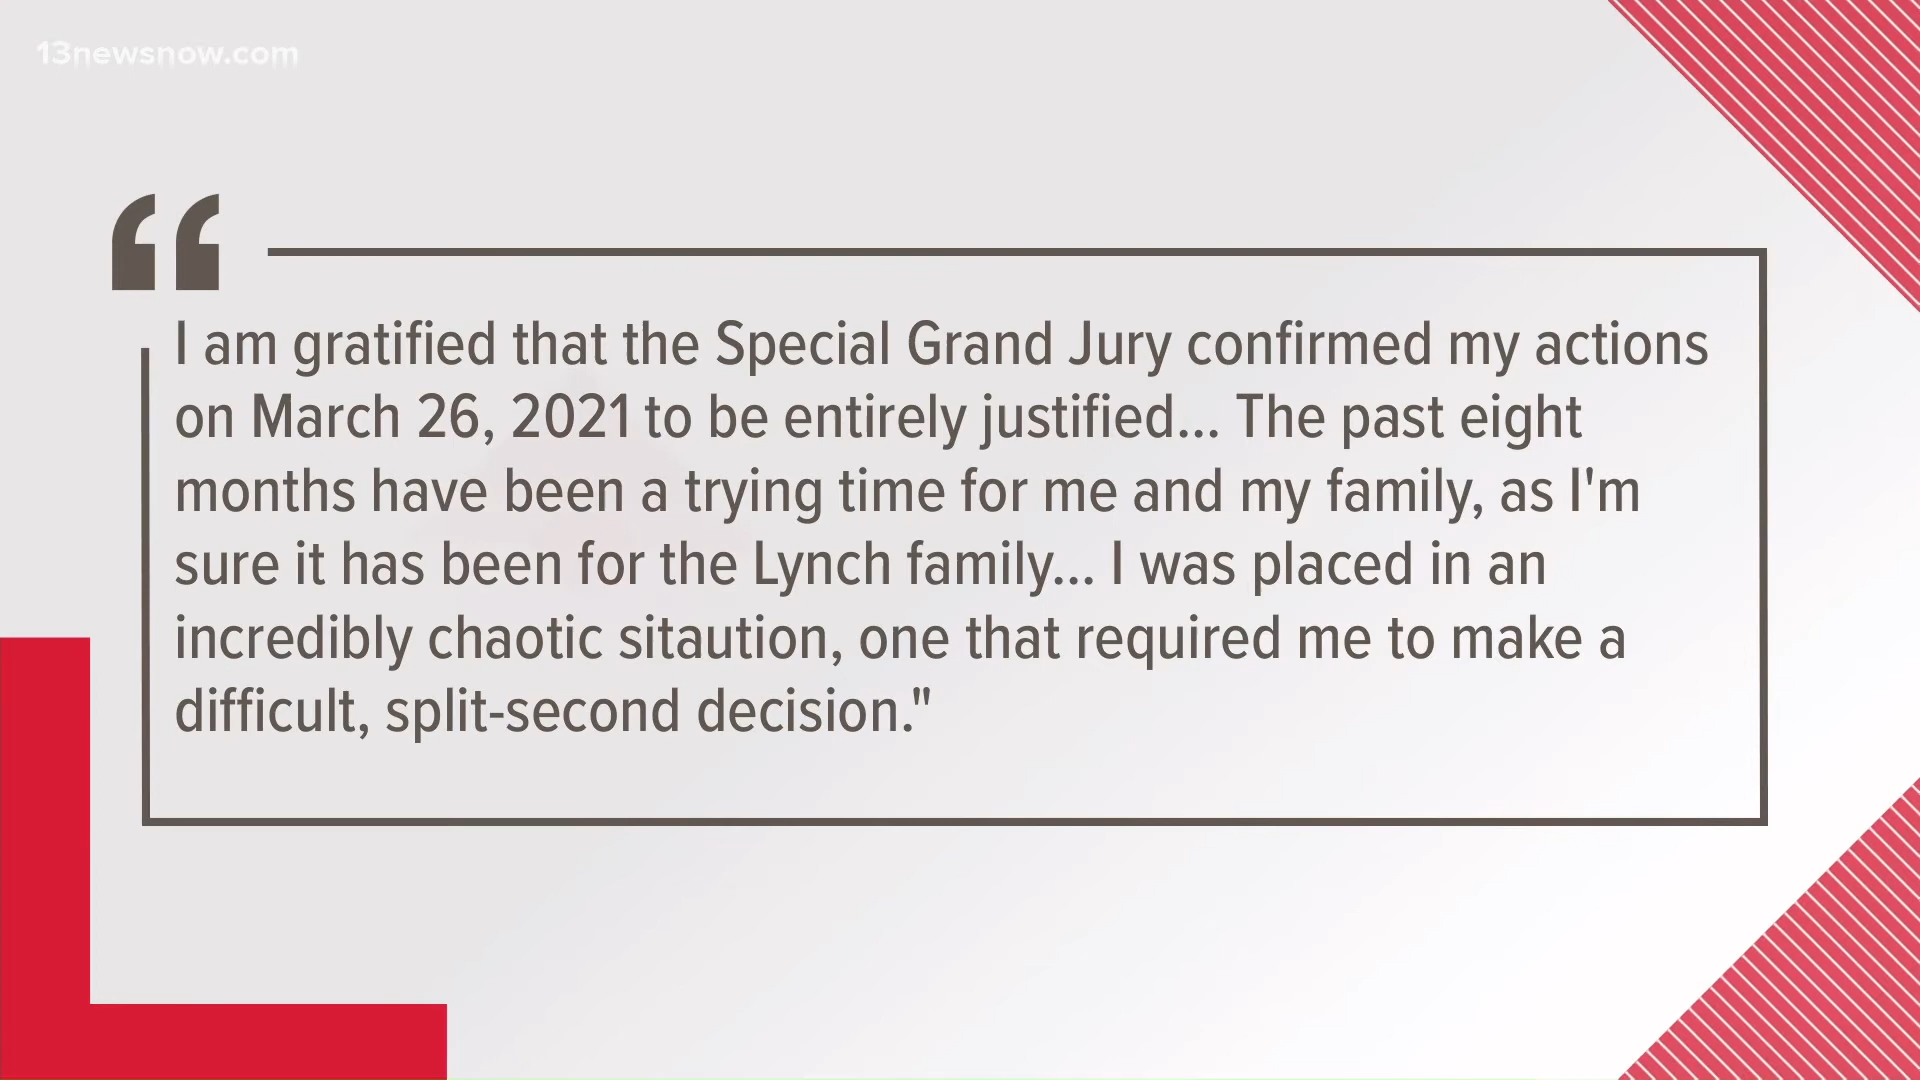 13newsnow.com
“
I am gratified that the Special Grand Jury confirmed my actions
on March 26, 2021 to be entirely justified... The past eight
months have been a trying time for me and my family, as I'm
sure it has been for the Lynch family... I was placed in an
incredibly chaotic sitaution, one that required me to make a
difficult, split-second decision."